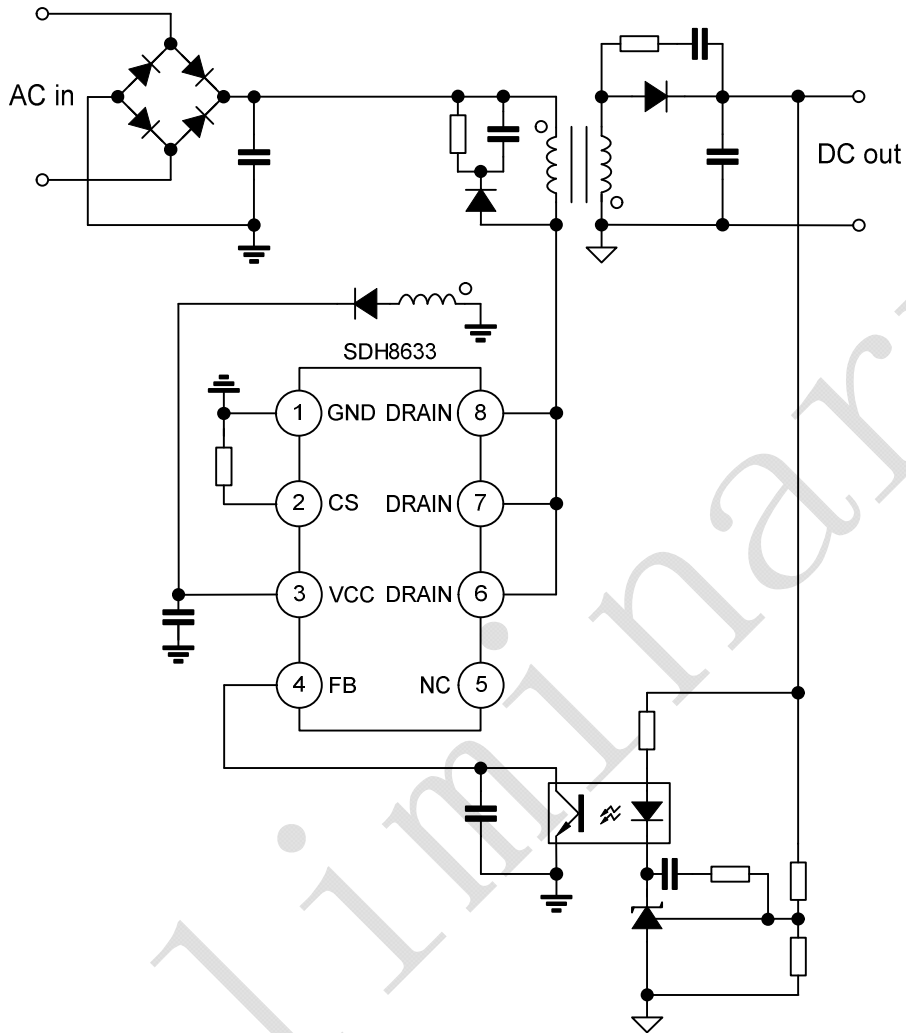 AC in
DC out
SDH8633
1 GND DRAIN 8
2 CS DRAIN 7
3 VCC DRAIN 6
4 FB NC 5
liminar